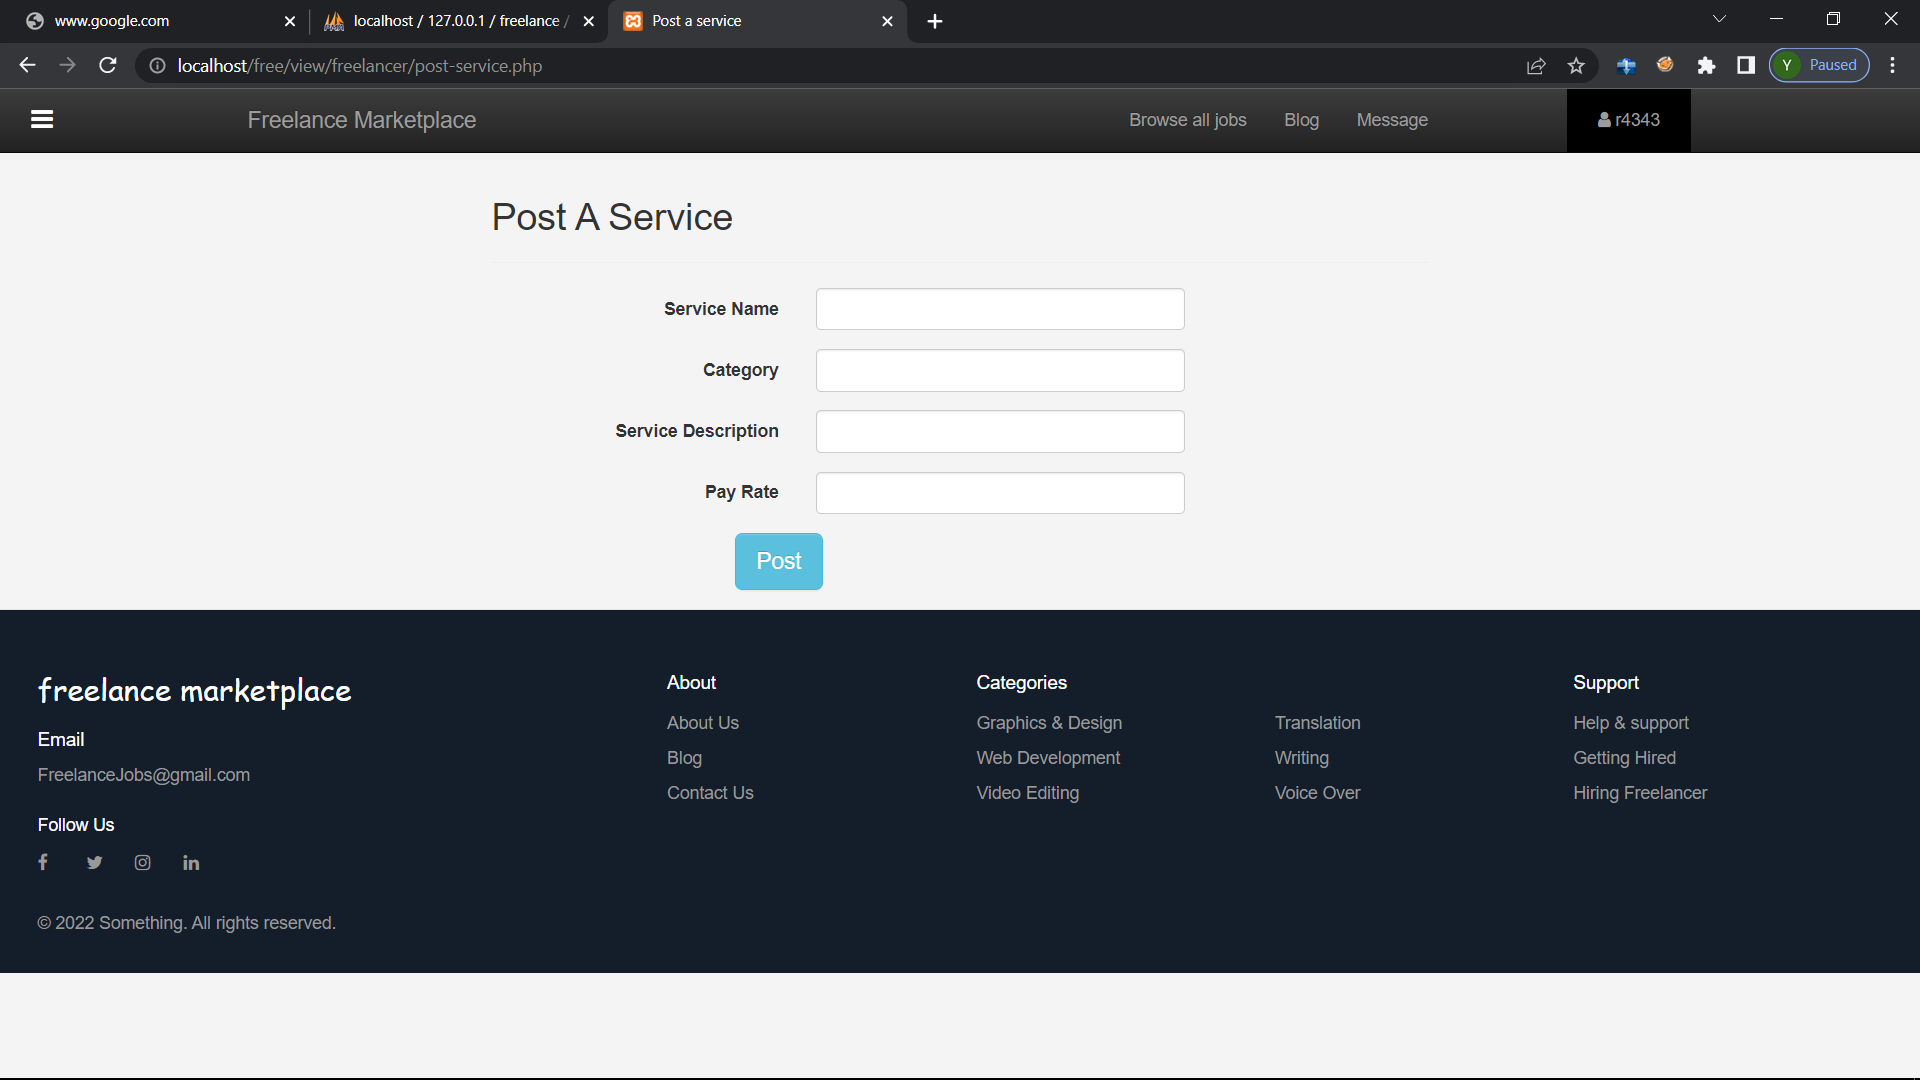 www.google.com
localhost / 127.0.0.1 / freelance /
Post a service
localhost/free/view/freelancer/post-service.php
Y Paused
Freelance Marketplace
Browse all jobs
Blog
Message
r4343
Post A Service
Service Name
Category
Service Description
Pay Rate
Post
freelance marketplace
Email
FreelanceJobs@gmail.com
Follow Us
© 2022 Something. All rights reserved.
About
About Us
Blog
Contact Us
Categories
Graphics & Design
Web Development
Video Editing
Translation
Writing
Voice Over
Support
Help & support
Getting Hired
Hiring Freelancer